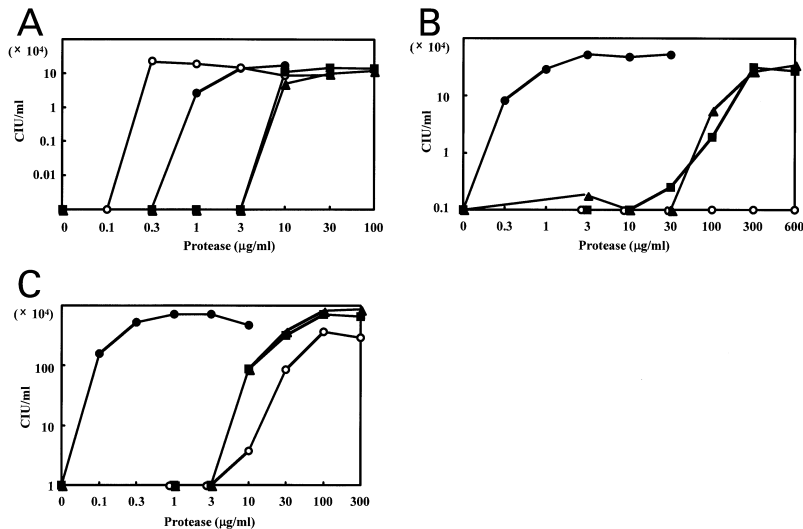 A
(× 10⁴)
10
1
0.1
0.01
CIU/ml
0 0.1 0.3 1 3 10 30 100
Protease (µg/ml)
B
(× 10⁴)
10
1
0.1
CIU/ml
0 0.3 1 3 10 30 100 300 600
Protease (µg/ml)
C
(× 10⁴)
100
10
1
CIU/ml
0 0.1 0.3 1 3 10 30 100 300
Protease (µg/ml)